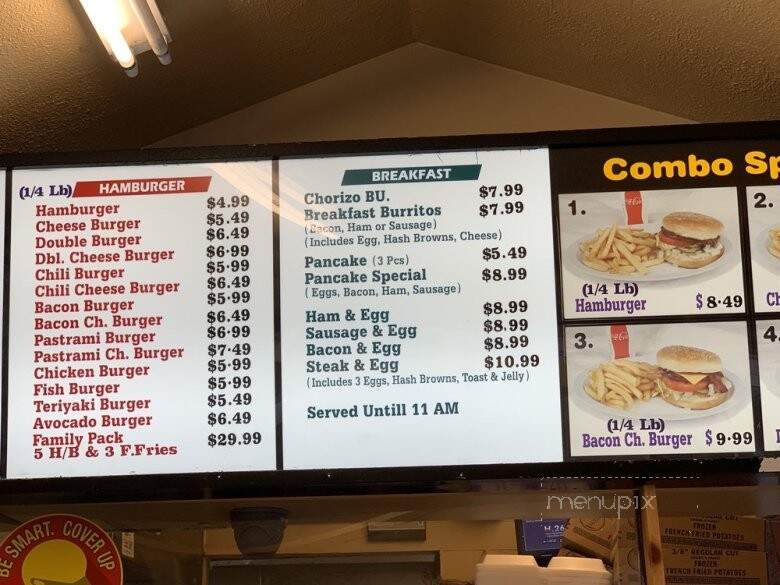 (1/4 Lb) HAMBURGER
Hamburger $4.99
Cheese Burger $5.49
Double Burger $6.49
Dbl. Cheese Burger $6.99
Chili Burger $5.99
Chili Cheese Burger $6.49
Bacon Burger $5.99
Bacon Ch. Burger $6.49
Pastrami Burger $6.99
Pastrami Ch. Burger $7.49
Chicken Burger $5.99
Fish Burger $5.99
Teriyaki Burger $5.49
Avocado Burger $6.49
Family Pack $29.99
5 H/B & 3 F.Fries
BREAKFAST
Chorizo BU. $7.99
Breakfast Burritos $7.99
(Bacon, Ham or Sausage)
(Includes Egg, Hash Browns, Cheese)
Pancake (3 Pcs) $5.49
Pancake Special $8.99
(Eggs, Bacon, Ham, Sausage)
Ham & Egg $8.99
Sausage & Egg $8.99
Bacon & Egg $8.99
Steak & Egg $10.99
(Includes 3 Eggs, Hash Browns, Toast & Jelly)
Served Untill 11 AM
Combo Sp
1.
(1/4 Lb)
Hamburger $8.49
2.
Ch
3.
(1/4 Lb)
Bacon Ch. Burger $9.99
4.
menupix
BE SMART. COVER UP
FROZEN
FRENCH FRIED POTATOES
3/8" REGULAR CUT
FROZEN
FRENCH FRIED POTATOES